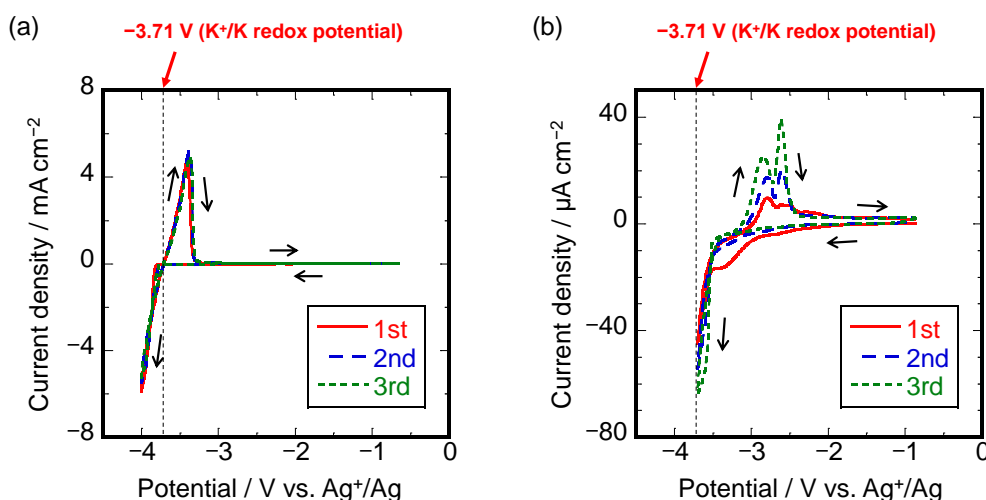 (a)
−3.71 V (K⁺/K redox potential)
8
4
0
−4
−8
Current density / mA cm⁻²
1st
2nd
3rd
−4
−3
−2
−1
0
Potential / V vs. Ag⁺/Ag
(b)
−3.71 V (K⁺/K redox potential)
40
0
−40
−80
Current density / µA cm⁻²
1st
2nd
3rd
−4
−3
−2
−1
0
Potential / V vs. Ag⁺/Ag